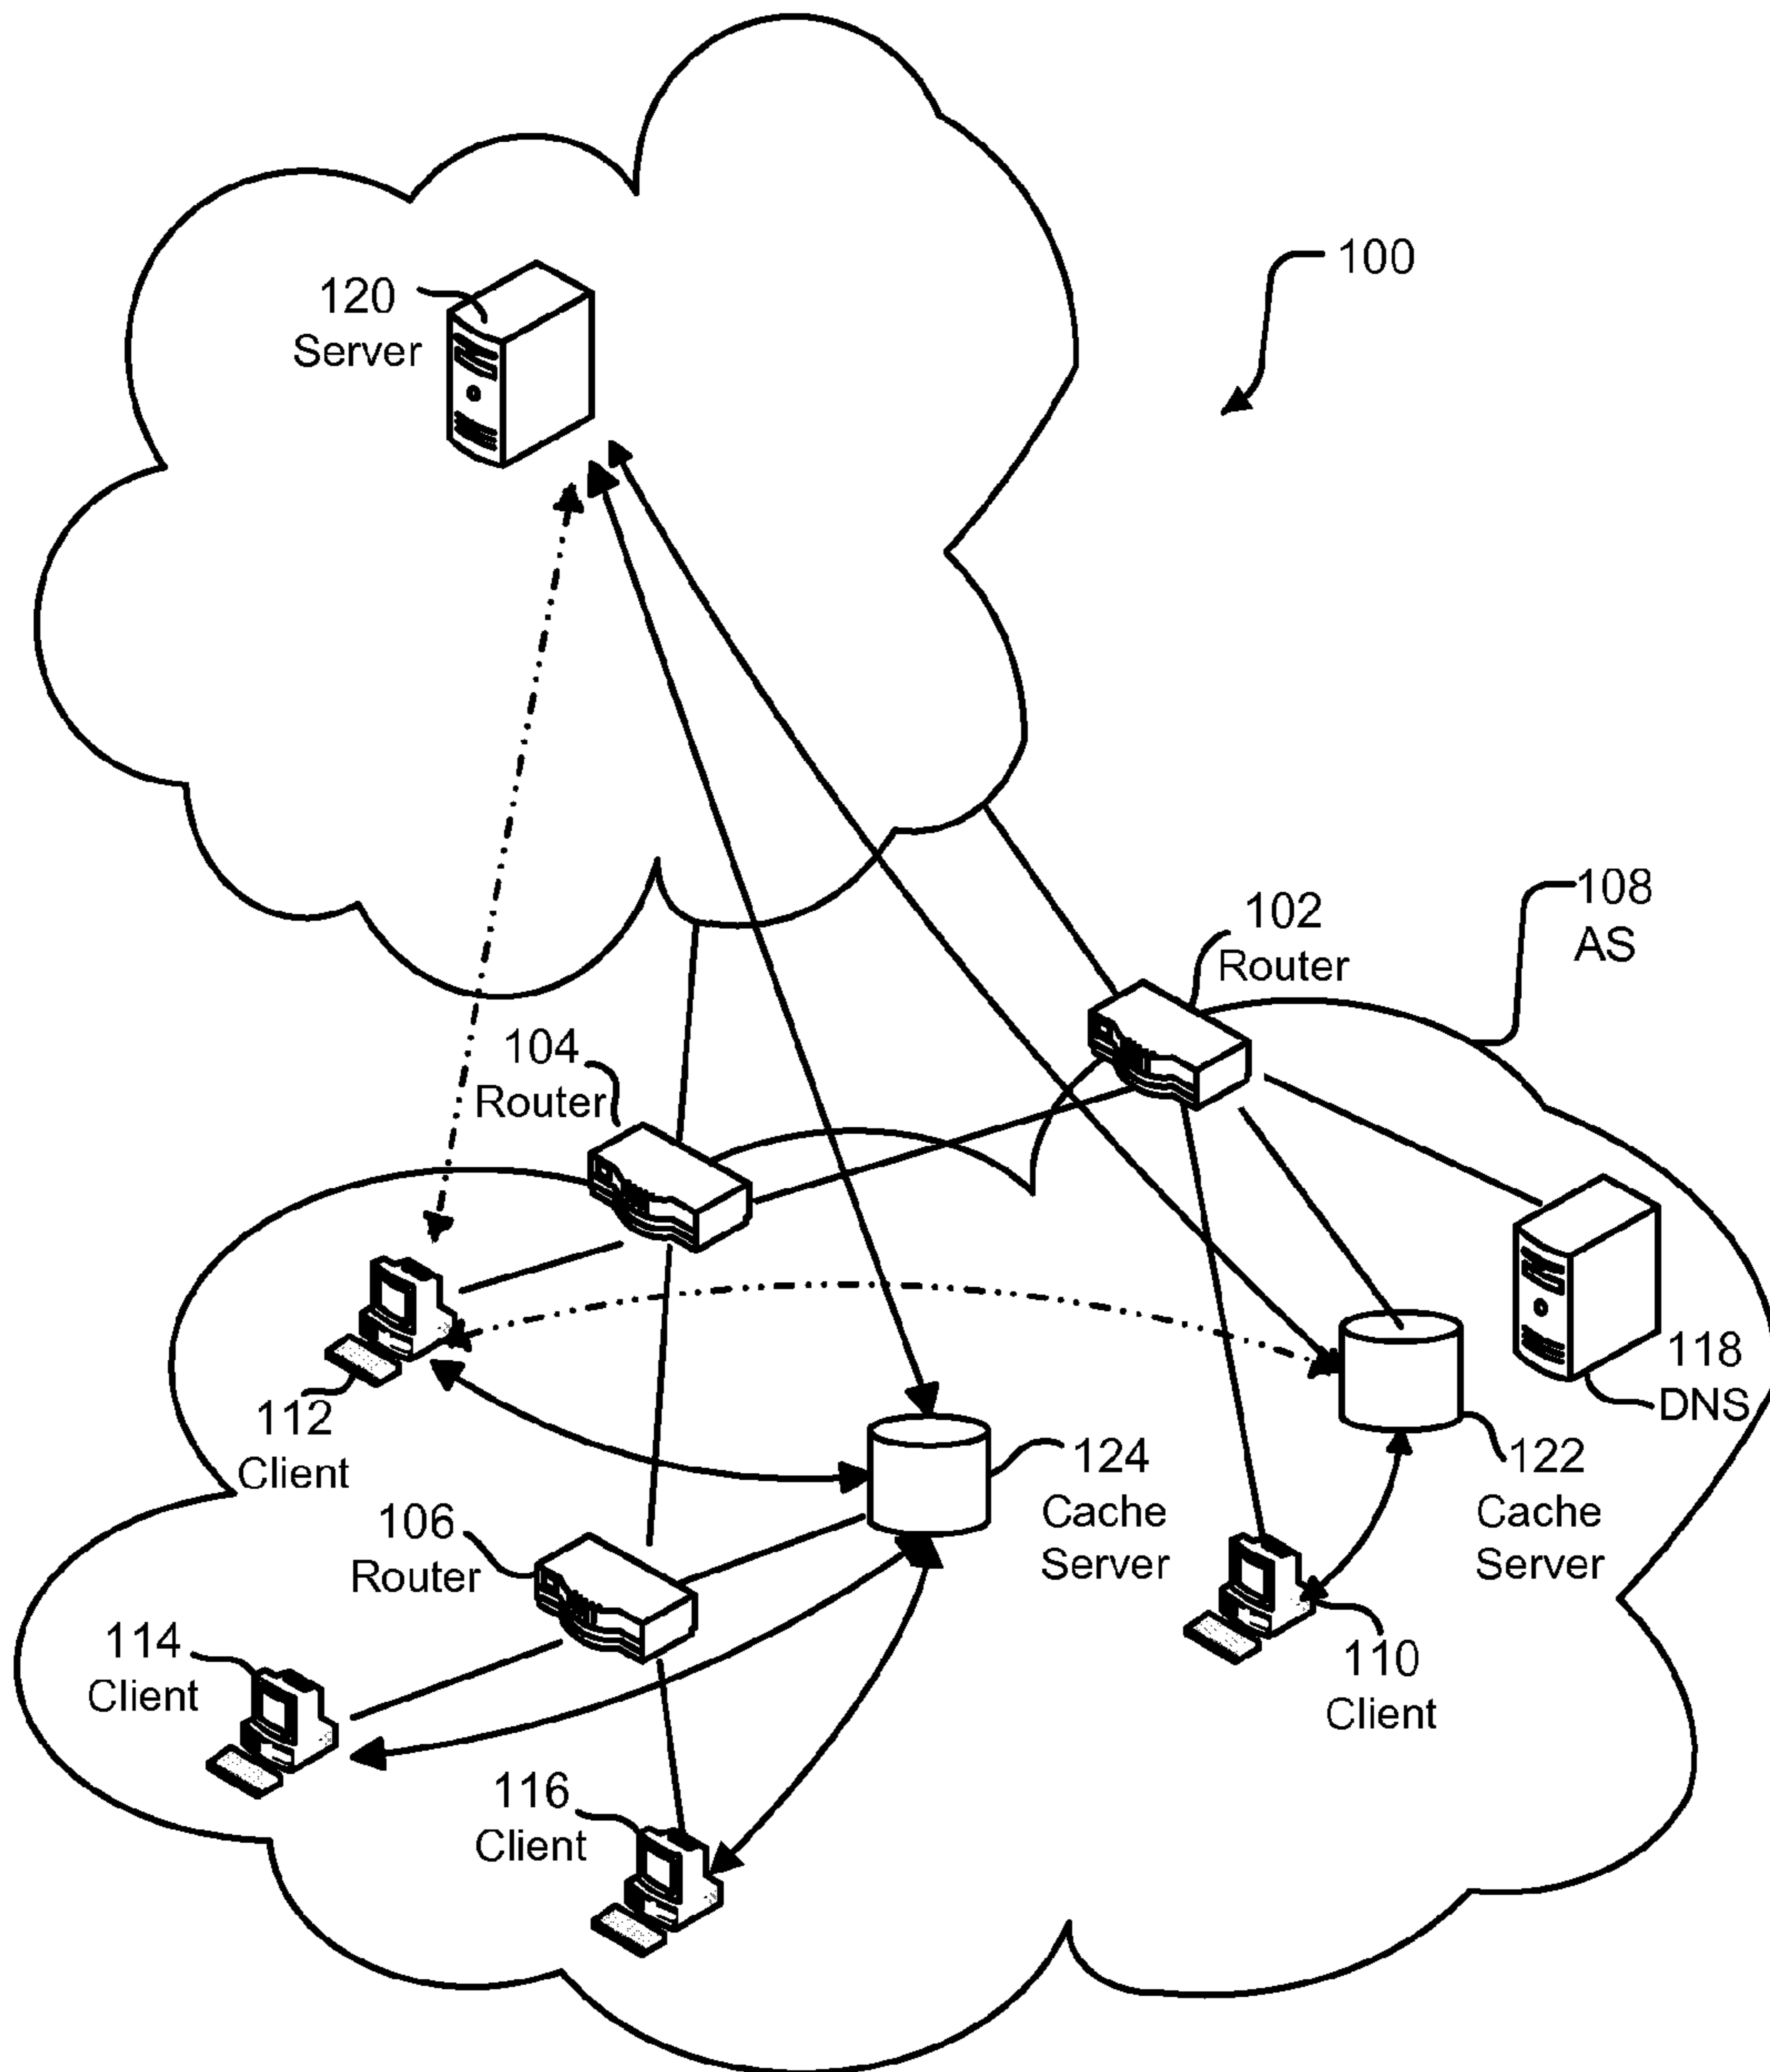 100
120
Server
108
AS
102
Router
104
Router
118
DNS
112
Client
124
Cache
Server
122
Cache
Server
106
Router
114
Client
110
Client
116
Client